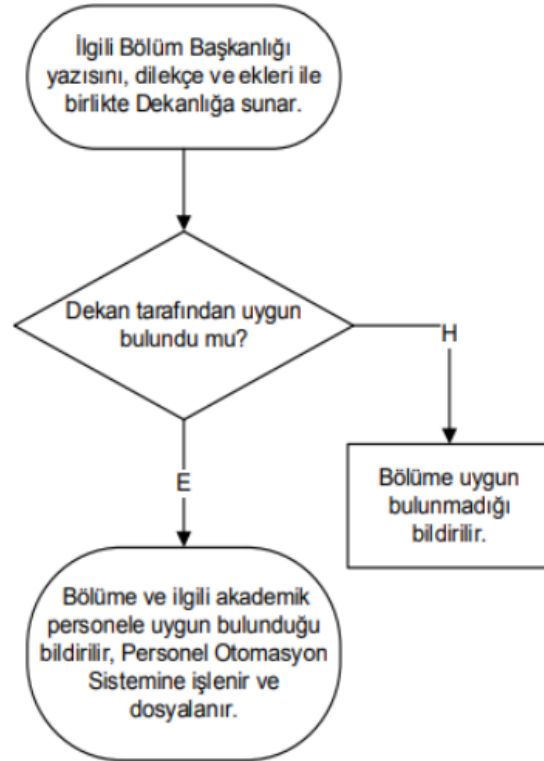 İlgili Bölüm Başkanlığı
yazısını, dilekçe ve ekleri ile
birlikte Dekanlığa sunar.
Dekan tarafından uygun
bulundu mu?
H
E
Bölüme uygun
bulunmadığı
bildirilir.
Bölüme ve ilgili akademik
personele uygun bulunduğu
bildirilir, Personel Otomasyon
Sistemine işlenir ve
dosyalanır.